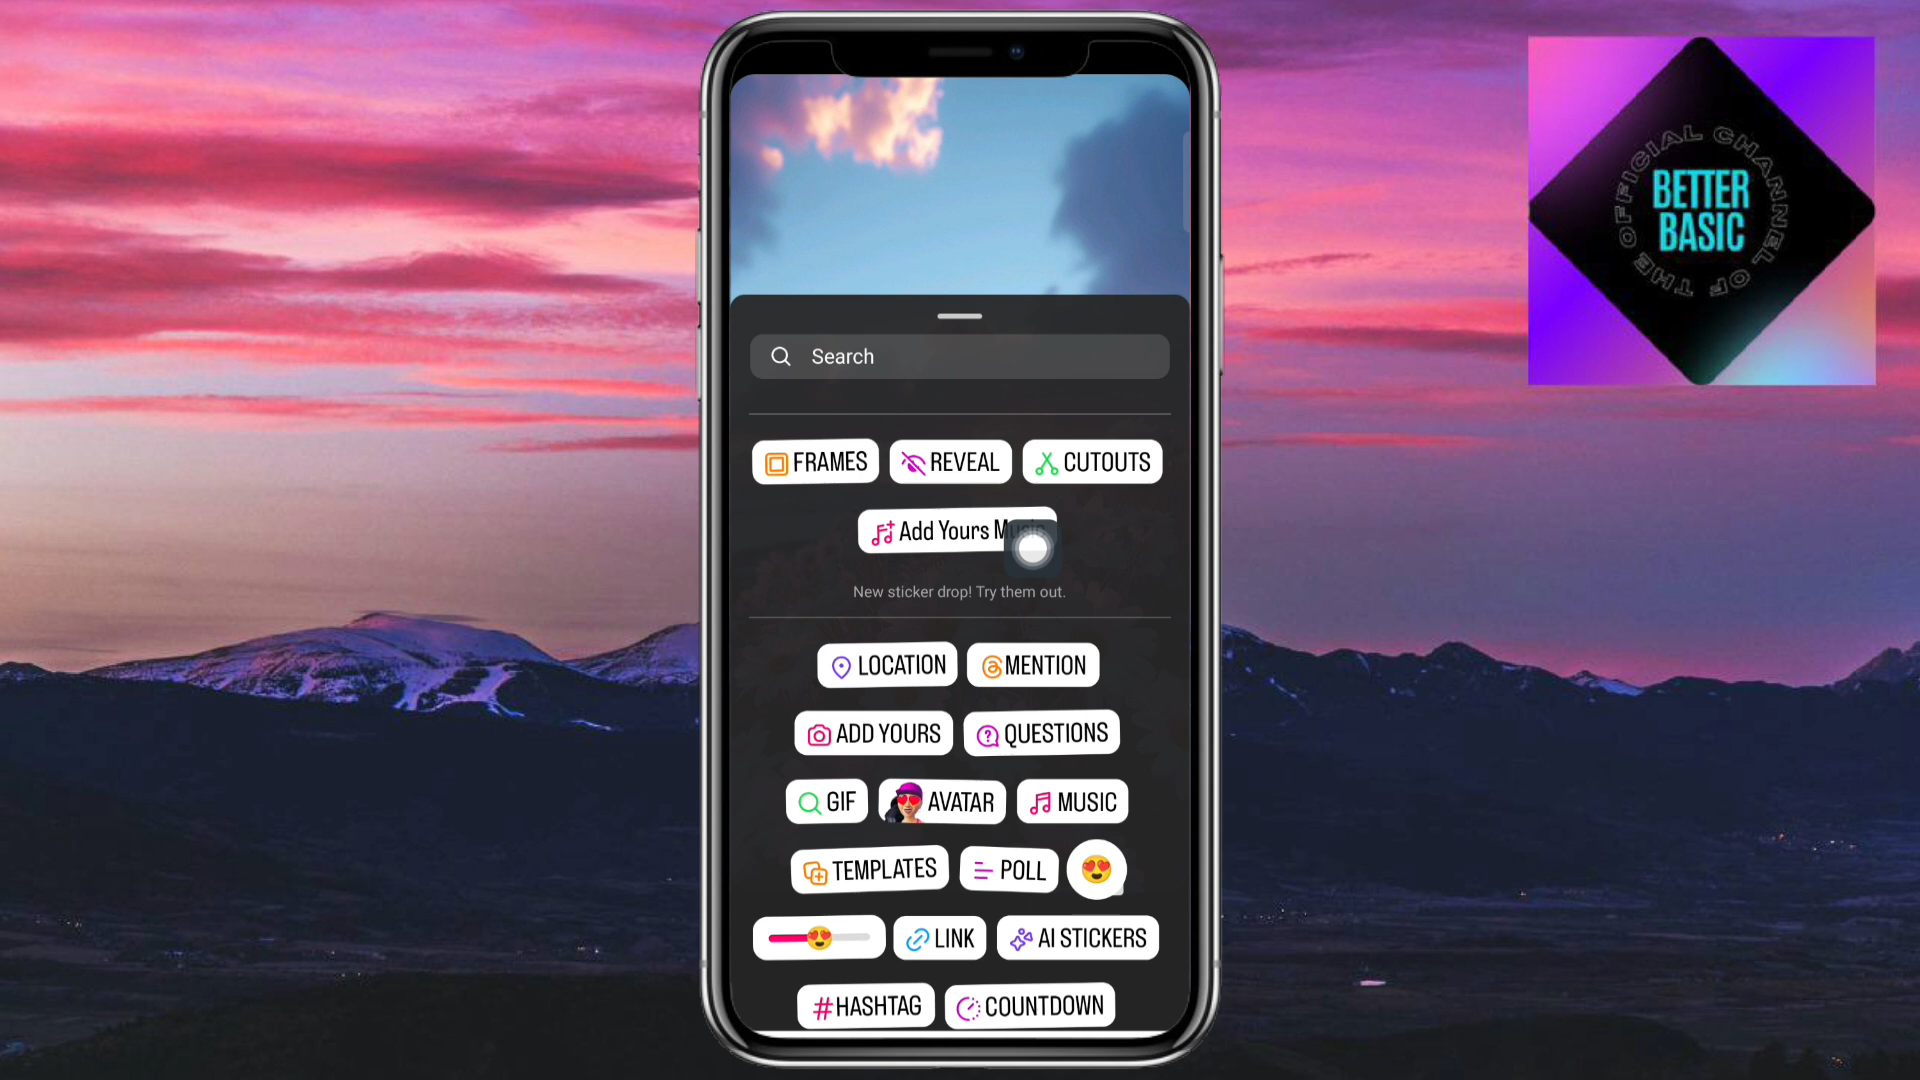 Search
FRAMES
REVEAL
CUTOUTS
Add Yours Music
New sticker drop! Try them out.
LOCATION
MENTION
ADD YOURS
QUESTIONS
GIF
AVATAR
MUSIC
TEMPLATES
POLL
LINK
AI STICKERS
#HASHTAG
COUNTDOWN
THE OFFICIAL CHANNEL OF
BETTER
BASIC